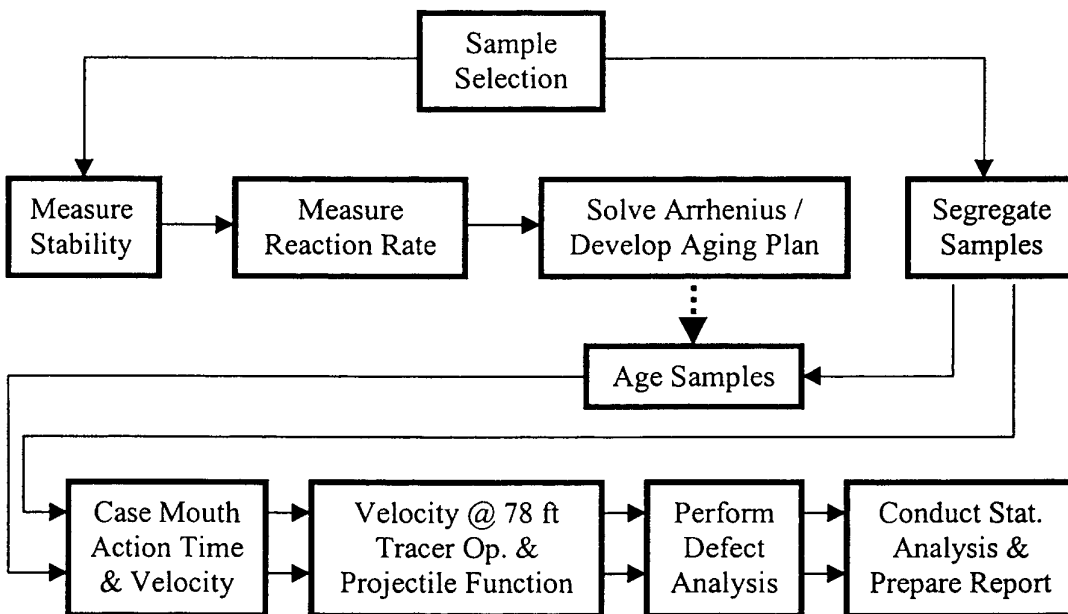 Sample
Selection
Measure
Stability
Measure
Reaction Rate
Solve Arrhenius /
Develop Aging Plan
Segregate
Samples
Age Samples
Case Mouth
Action Time
& Velocity
Velocity @ 78 ft
Tracer Op. &
Projectile Function
Perform
Defect
Analysis
Conduct Stat.
Analysis &
Prepare Report